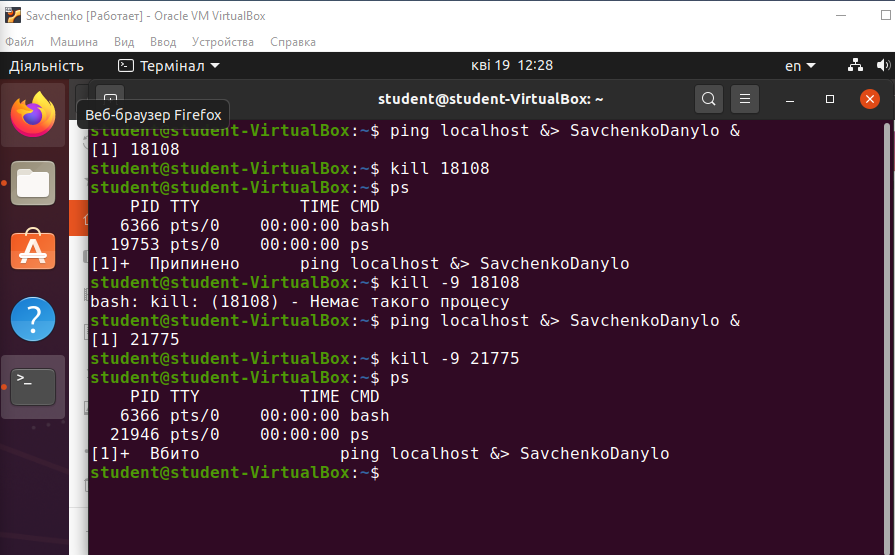 Savchenko [Работает] - Oracle VM VirtualBox
Файл Машина Вид Ввод Устройства Справка
Діяльність Термінал кві 19 12:28 en
student@student-VirtualBox: ~
Веб-браузер Firefox
student@student-VirtualBox:~$ ping localhost &> SavchenkoDanylo &
[1] 18108
student@student-VirtualBox:~$ kill 18108
student@student-VirtualBox:~$ ps
PID TTY TIME CMD
6366 pts/0 00:00:00 bash
19753 pts/0 00:00:00 ps
[1]+ Припинено ping localhost &> SavchenkoDanylo
student@student-VirtualBox:~$ kill -9 18108
bash: kill: (18108) - Немає такого процесу
student@student-VirtualBox:~$ ping localhost &> SavchenkoDanylo &
[1] 21775
student@student-VirtualBox:~$ kill -9 21775
student@student-VirtualBox:~$ ps
PID TTY TIME CMD
6366 pts/0 00:00:00 bash
21946 pts/0 00:00:00 ps
[1]+ Вбито ping localhost &> SavchenkoDanylo
student@student-VirtualBox:~$